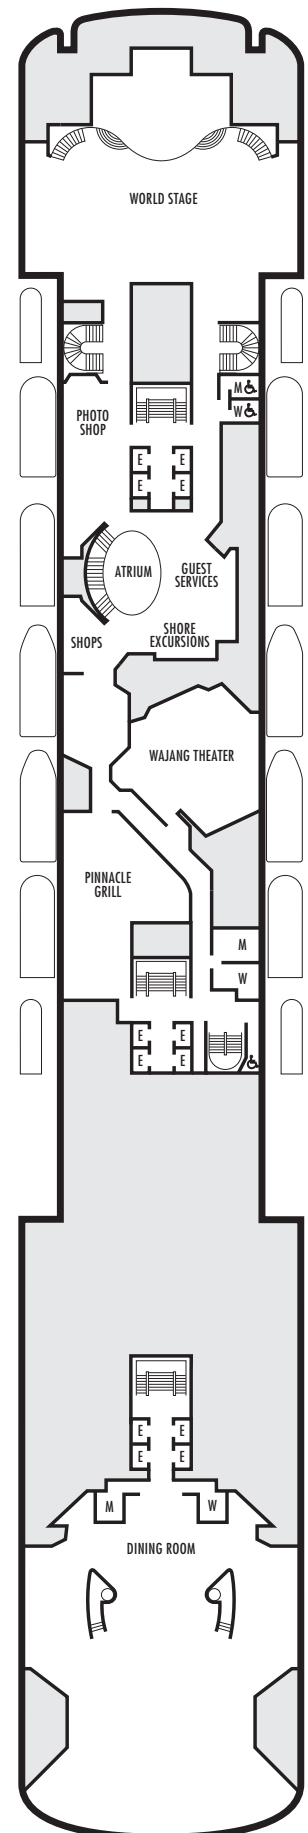 WORLD STAGE
M
W
PHOTO
SHOP
E E
E E
ATRIUM
GUEST
SERVICES
SHORE
EXCURSIONS
SHOPS
WAJANG THEATER
PINNACLE
GRILL
M
W
E E
E E
E E
E E
M W
DINING ROOM